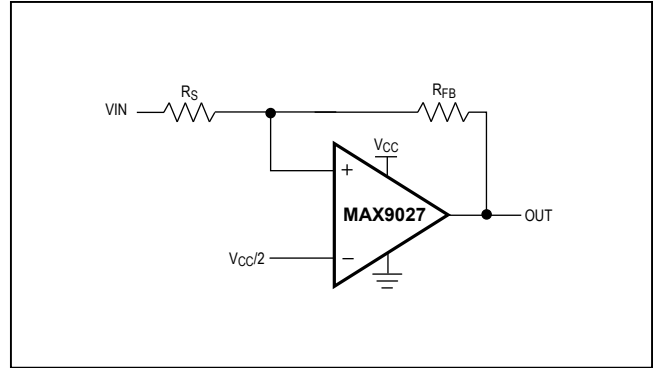 RS
RFB
VIN
VCC
+
MAX9027
OUT
VCC/2
−